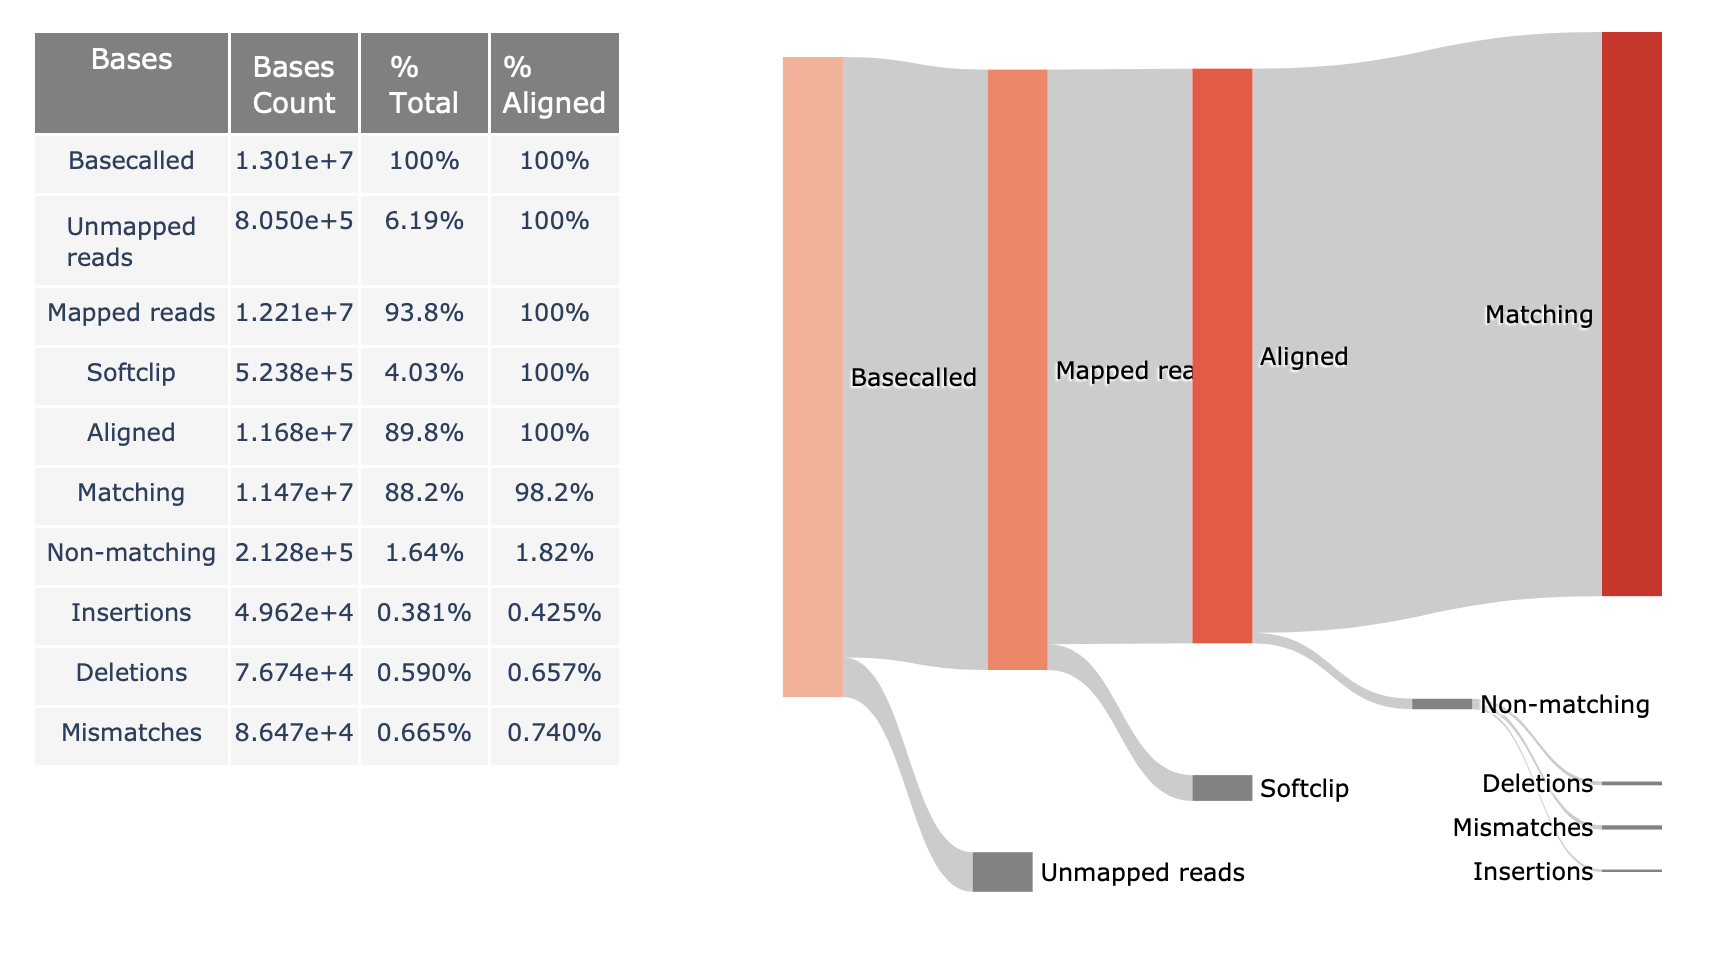 Bases
Bases Count
% Total
% Aligned
Basecalled 1.301e+7 100% 100%
Unmapped reads 8.050e+5 6.19% 100%
Mapped reads 1.221e+7 93.8% 100%
Softclip 5.238e+5 4.03% 100%
Aligned 1.168e+7 89.8% 100%
Matching 1.147e+7 88.2% 98.2%
Non-matching 2.128e+5 1.64% 1.82%
Insertions 4.962e+4 0.381% 0.425%
Deletions 7.674e+4 0.590% 0.657%
Mismatches 8.647e+4 0.665% 0.740%
Basecalled
Mapped rea
Aligned
Matching
Non-matching
Deletions
Softclip
Mismatches
Insertions
Unmapped reads